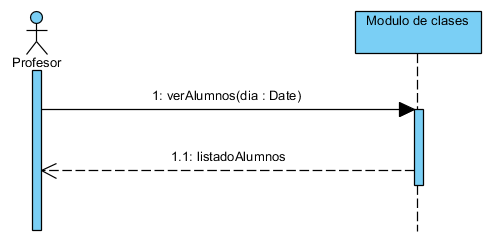 Modulo de clases
Profesor
1: verAlumnos(dia : Date)
1.1: listadoAlumnos